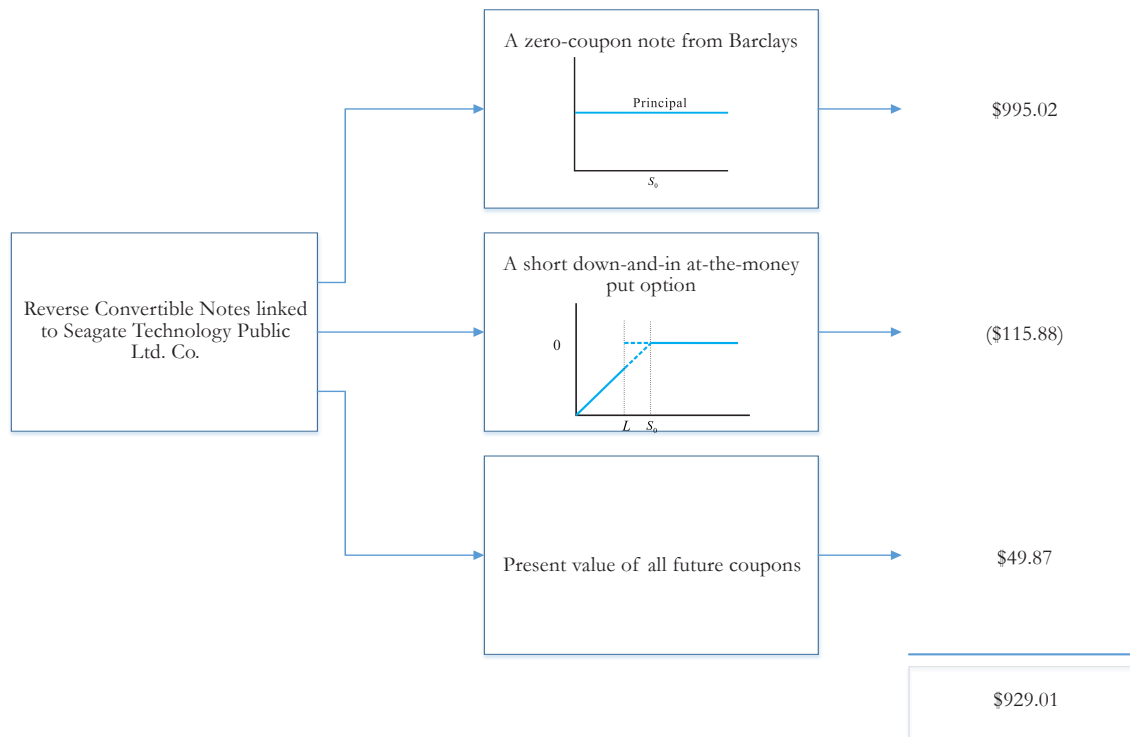 A zero-coupon note from Barclays
Principal
S₀
$995.02
Reverse Convertible Notes linked
to Seagate Technology Public
Ltd. Co.
A short down-and-in at-the-money
put option
0
L S₀
($115.88)
Present value of all future coupons
$49.87
$929.01